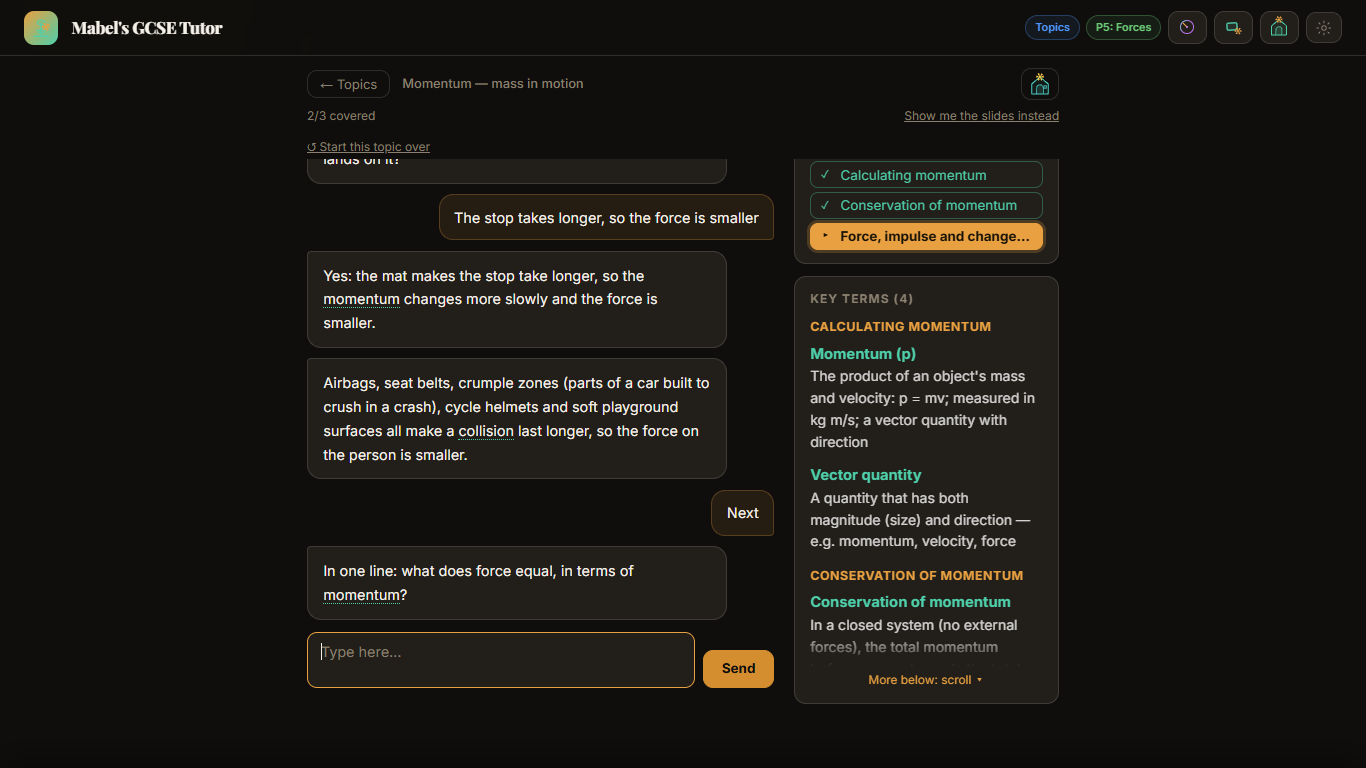 Mabel's GCSE Tutor
Topics
P5: Forces
← Topics
Momentum — mass in motion
2/3 covered
Show me the slides instead
↺ Start this topic over
lands on it?
The stop takes longer, so the force is smaller
Yes: the mat makes the stop take longer, so the
momentum changes more slowly and the force is
smaller.
Airbags, seat belts, crumple zones (parts of a car built to
crush in a crash), cycle helmets and soft playground
surfaces all make a collision last longer, so the force on
the person is smaller.
Next
In one line: what does force equal, in terms of
momentum?
Type here...
Send
✓ Calculating momentum
✓ Conservation of momentum
‣ Force, impulse and change...
KEY TERMS (4)
CALCULATING MOMENTUM
Momentum (p)
The product of an object's mass
and velocity: p = mv; measured in
kg m/s; a vector quantity with
direction
Vector quantity
A quantity that has both
magnitude (size) and direction —
e.g. momentum, velocity, force
CONSERVATION OF MOMENTUM
Conservation of momentum
In a closed system (no external
forces), the total momentum
More below: scroll ▾